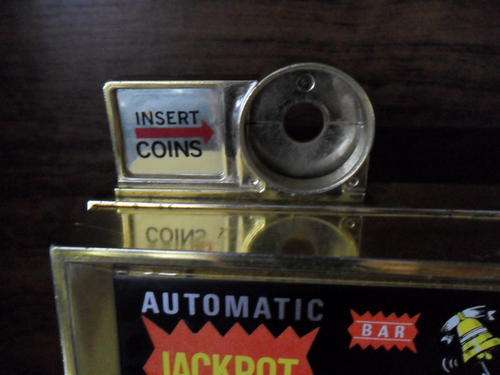 INSERT
COINS
AUTOMATIC
JACKPOT
BAR